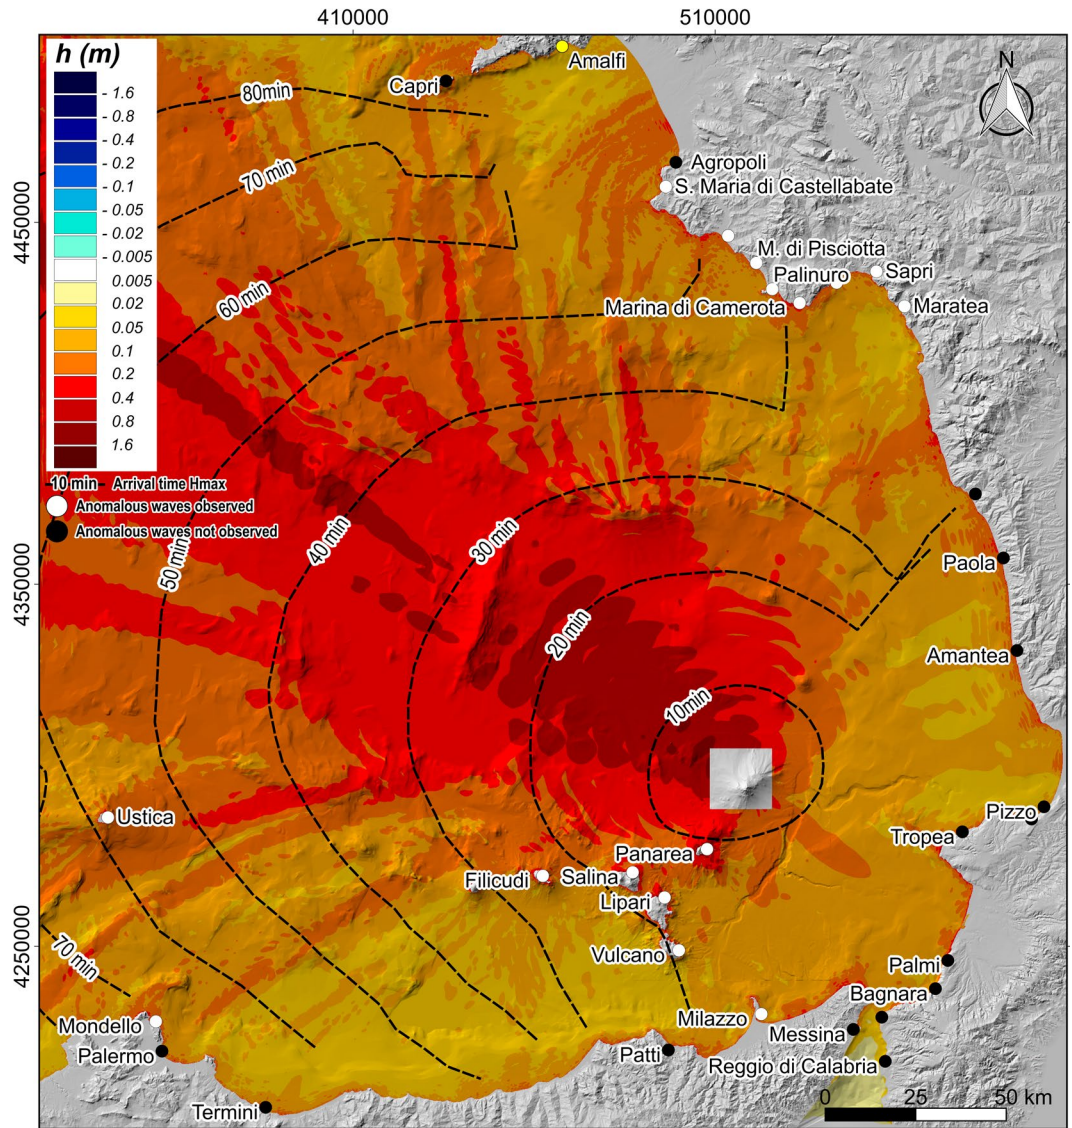 410000
510000
h (m)
- 1.6
- 0.8
- 0.4
- 0.2
- 0.1
- 0.05
- 0.02
- 0.005
0.005
0.02
0.05
0.1
0.2
0.4
0.8
1.6
10 min Arrival time Hmax
Anomalous waves observed
Anomalous waves not observed
N
Amalfi
Capri
80min
Agropoli
70 min
S. Maria di Castellabate
4450000
M. di Pisciotta
Palinuro
Sapri
60 min
Marina di Camerota
Maratea
50 min
40 min
30 min
Paola
4350000
20 min
Amantea
10min
Ustica
Pizzo
Tropea
Panarea
Filicudi
Salina
Lipari
4250000
70 min
Vulcano
Palmi
Bagnara
Mondello
Milazzo
Messina
Palermo
Patti
Reggio di Calabria
Termini
0 25 50 km